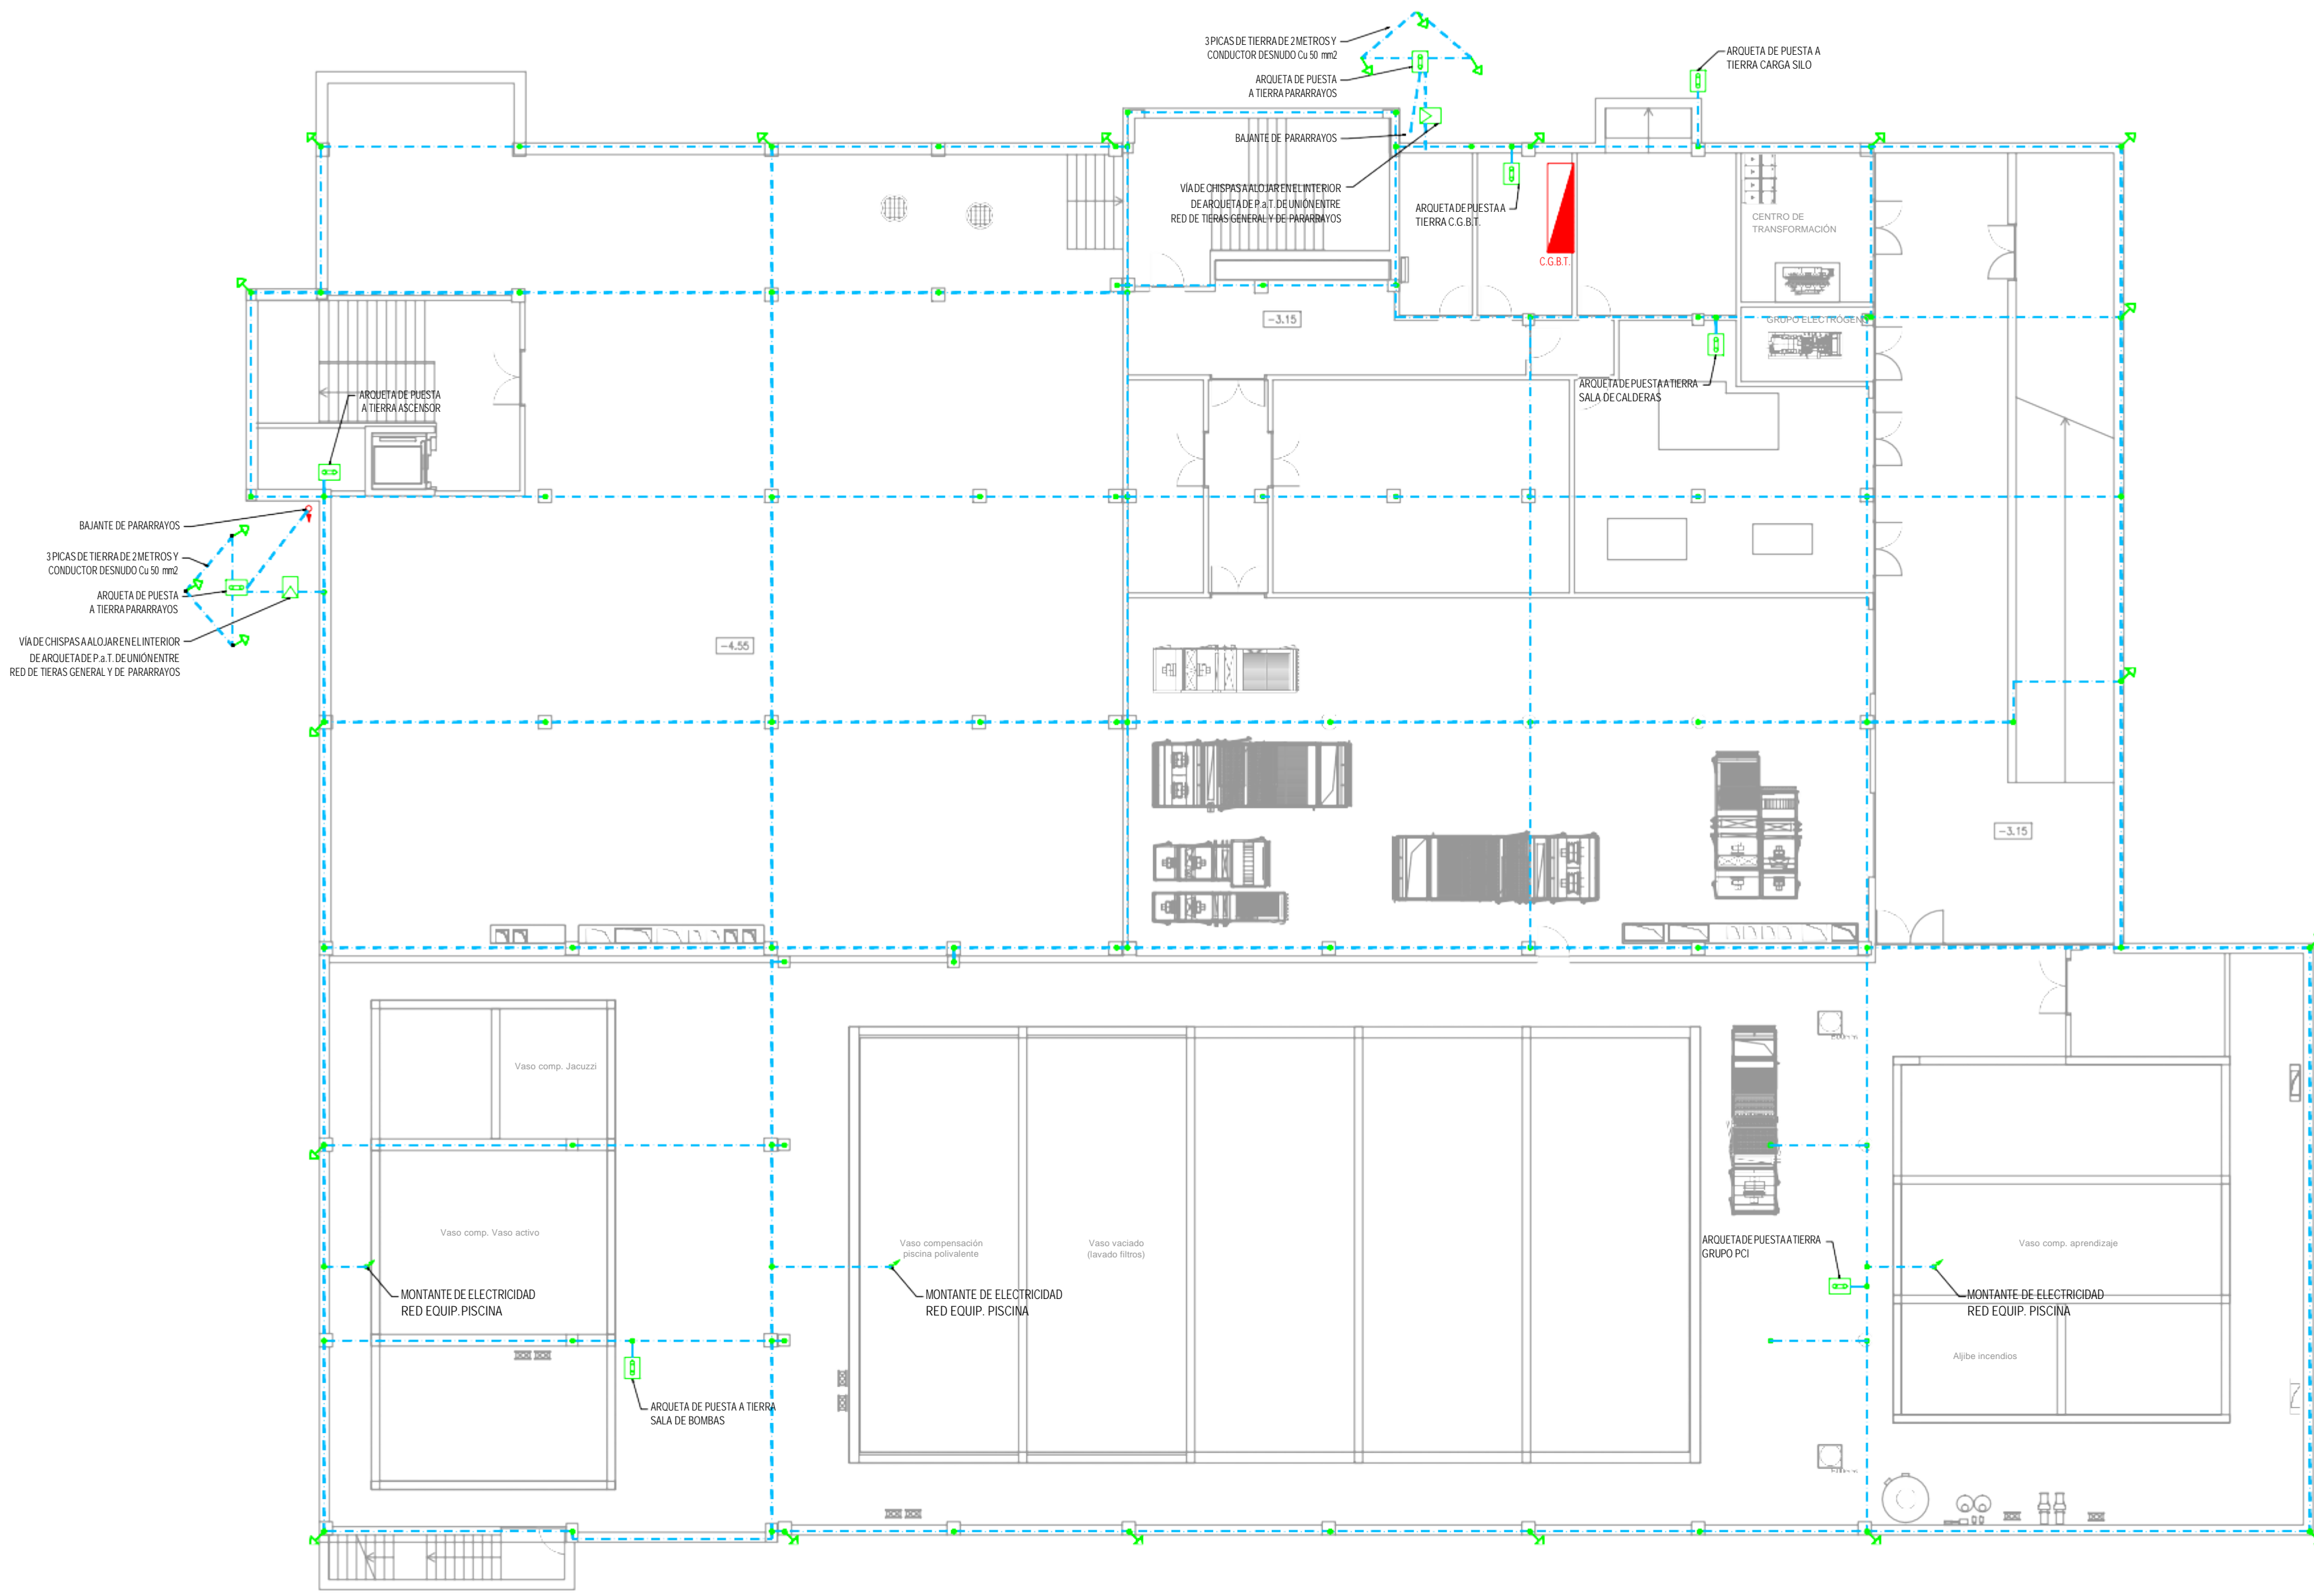 3 PICAS DE TIERRA DE 2 METROS Y
CONDUCTOR DESNUDO Cu 50 mm2
ARQUETA DE PUESTA
A TIERRA PARARRAYOS
BAJANTE DE PARARRAYOS
VÍA DE CHISPAS A ALOJAR EN EL INTERIOR
DE ARQUETA DE P.a.T. DE UNIÓN ENTRE
RED DE TIERAS GENERAL Y DE PARARRAYOS
ARQUETA DE PUESTA A
TIERRA CARGA SILO
ARQUETA DE PUESTA A
TIERRA C.G.B.T.
C.G.B.T.
CENTRO DE
TRANSFORMACIÓN
-3.15
GRUPO ELECTRÓGENO
ARQUETA DE PUESTA A TIERRA
SALA DE CALDERAS
ARQUETA DE PUESTA
A TIERRA ASCENSOR
BAJANTE DE PARARRAYOS
3 PICAS DE TIERRA DE 2 METROS Y
CONDUCTOR DESNUDO Cu 50 mm2
ARQUETA DE PUESTA
A TIERRA PARARRAYOS
VÍA DE CHISPAS A ALOJAR EN EL INTERIOR
DE ARQUETA DE P.a.T. DE UNIÓN ENTRE
RED DE TIERAS GENERAL Y DE PARARRAYOS
-4.55
-3.15
Vaso comp. Jacuzzi
Vaso comp. Vaso activo
Vaso compensación
piscina polivalente
Vaso vaciado
(lavado filtros)
ARQUETA DE PUESTA A TIERRA
GRUPO PCI
Vaso comp. aprendizaje
MONTANTE DE ELECTRICIDAD
RED EQUIP. PISCINA
MONTANTE DE ELECTRICIDAD
RED EQUIP. PISCINA
MONTANTE DE ELECTRICIDAD
RED EQUIP. PISCINA
Aljibe incendios
ARQUETA DE PUESTA A TIERRA
SALA DE BOMBAS